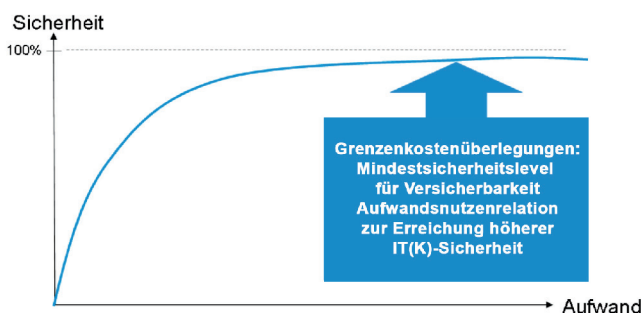 Sicherheit
100%
Grenzenkostenüberlegungen:
Mindestsicherheitslevel
für Versicherbarkeit
Aufwandsnutzenrelation
zur Erreichung höherer
IT(K)-Sicherheit
Aufwand